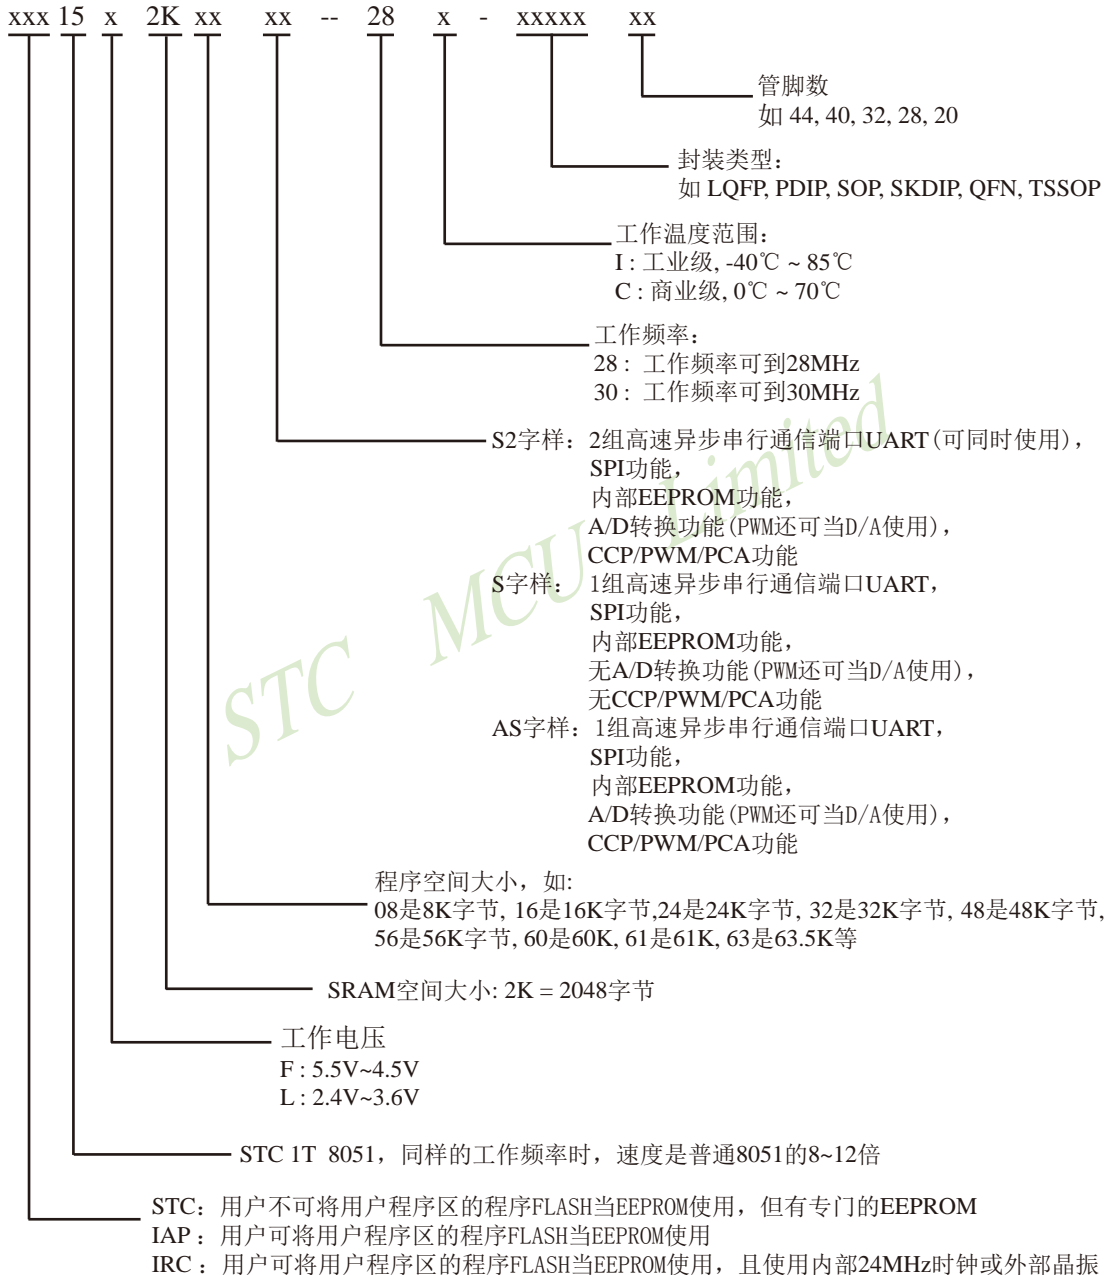 xxx 15 x 2K xx xx -- 28 x - xxxxx xx
管脚数
如 44, 40, 32, 28, 20
封装类型:
如 LQFP, PDIP, SOP, SKDIP, QFN, TSSOP
工作温度范围:
I : 工业级, -40℃ ~ 85℃
C : 商业级, 0℃ ~ 70℃
工作频率:
28 : 工作频率可到28MHz
30 : 工作频率可到30MHz
S2字样: 2组高速异步串行通信端口UART(可同时使用),
SPI功能,
内部EEPROM功能,
A/D转换功能(PWM还可当D/A使用),
CCP/PWM/PCA功能
S字样: 1组高速异步串行通信端口UART,
SPI功能,
内部EEPROM功能,
无A/D转换功能(PWM还可当D/A使用),
无CCP/PWM/PCA功能
AS字样: 1组高速异步串行通信端口UART,
SPI功能,
内部EEPROM功能,
A/D转换功能(PWM还可当D/A使用),
CCP/PWM/PCA功能
STC MCU Limited
程序空间大小, 如:
08是8K字节, 16是16K字节,24是24K字节, 32是32K字节, 48是48K字节,
56是56K字节, 60是60K, 61是61K, 63是63.5K等
SRAM空间大小: 2K = 2048字节
工作电压
F : 5.5V~4.5V
L : 2.4V~3.6V
STC 1T 8051, 同样的工作频率时, 速度是普通8051的8~12倍
STC: 用户不可将用户程序区的程序FLASH当EEPROM使用, 但有专门的EEPROM
IAP : 用户可将用户程序区的程序FLASH当EEPROM使用
IRC : 用户可将用户程序区的程序FLASH当EEPROM使用, 且使用内部24MHz时钟或外部晶振